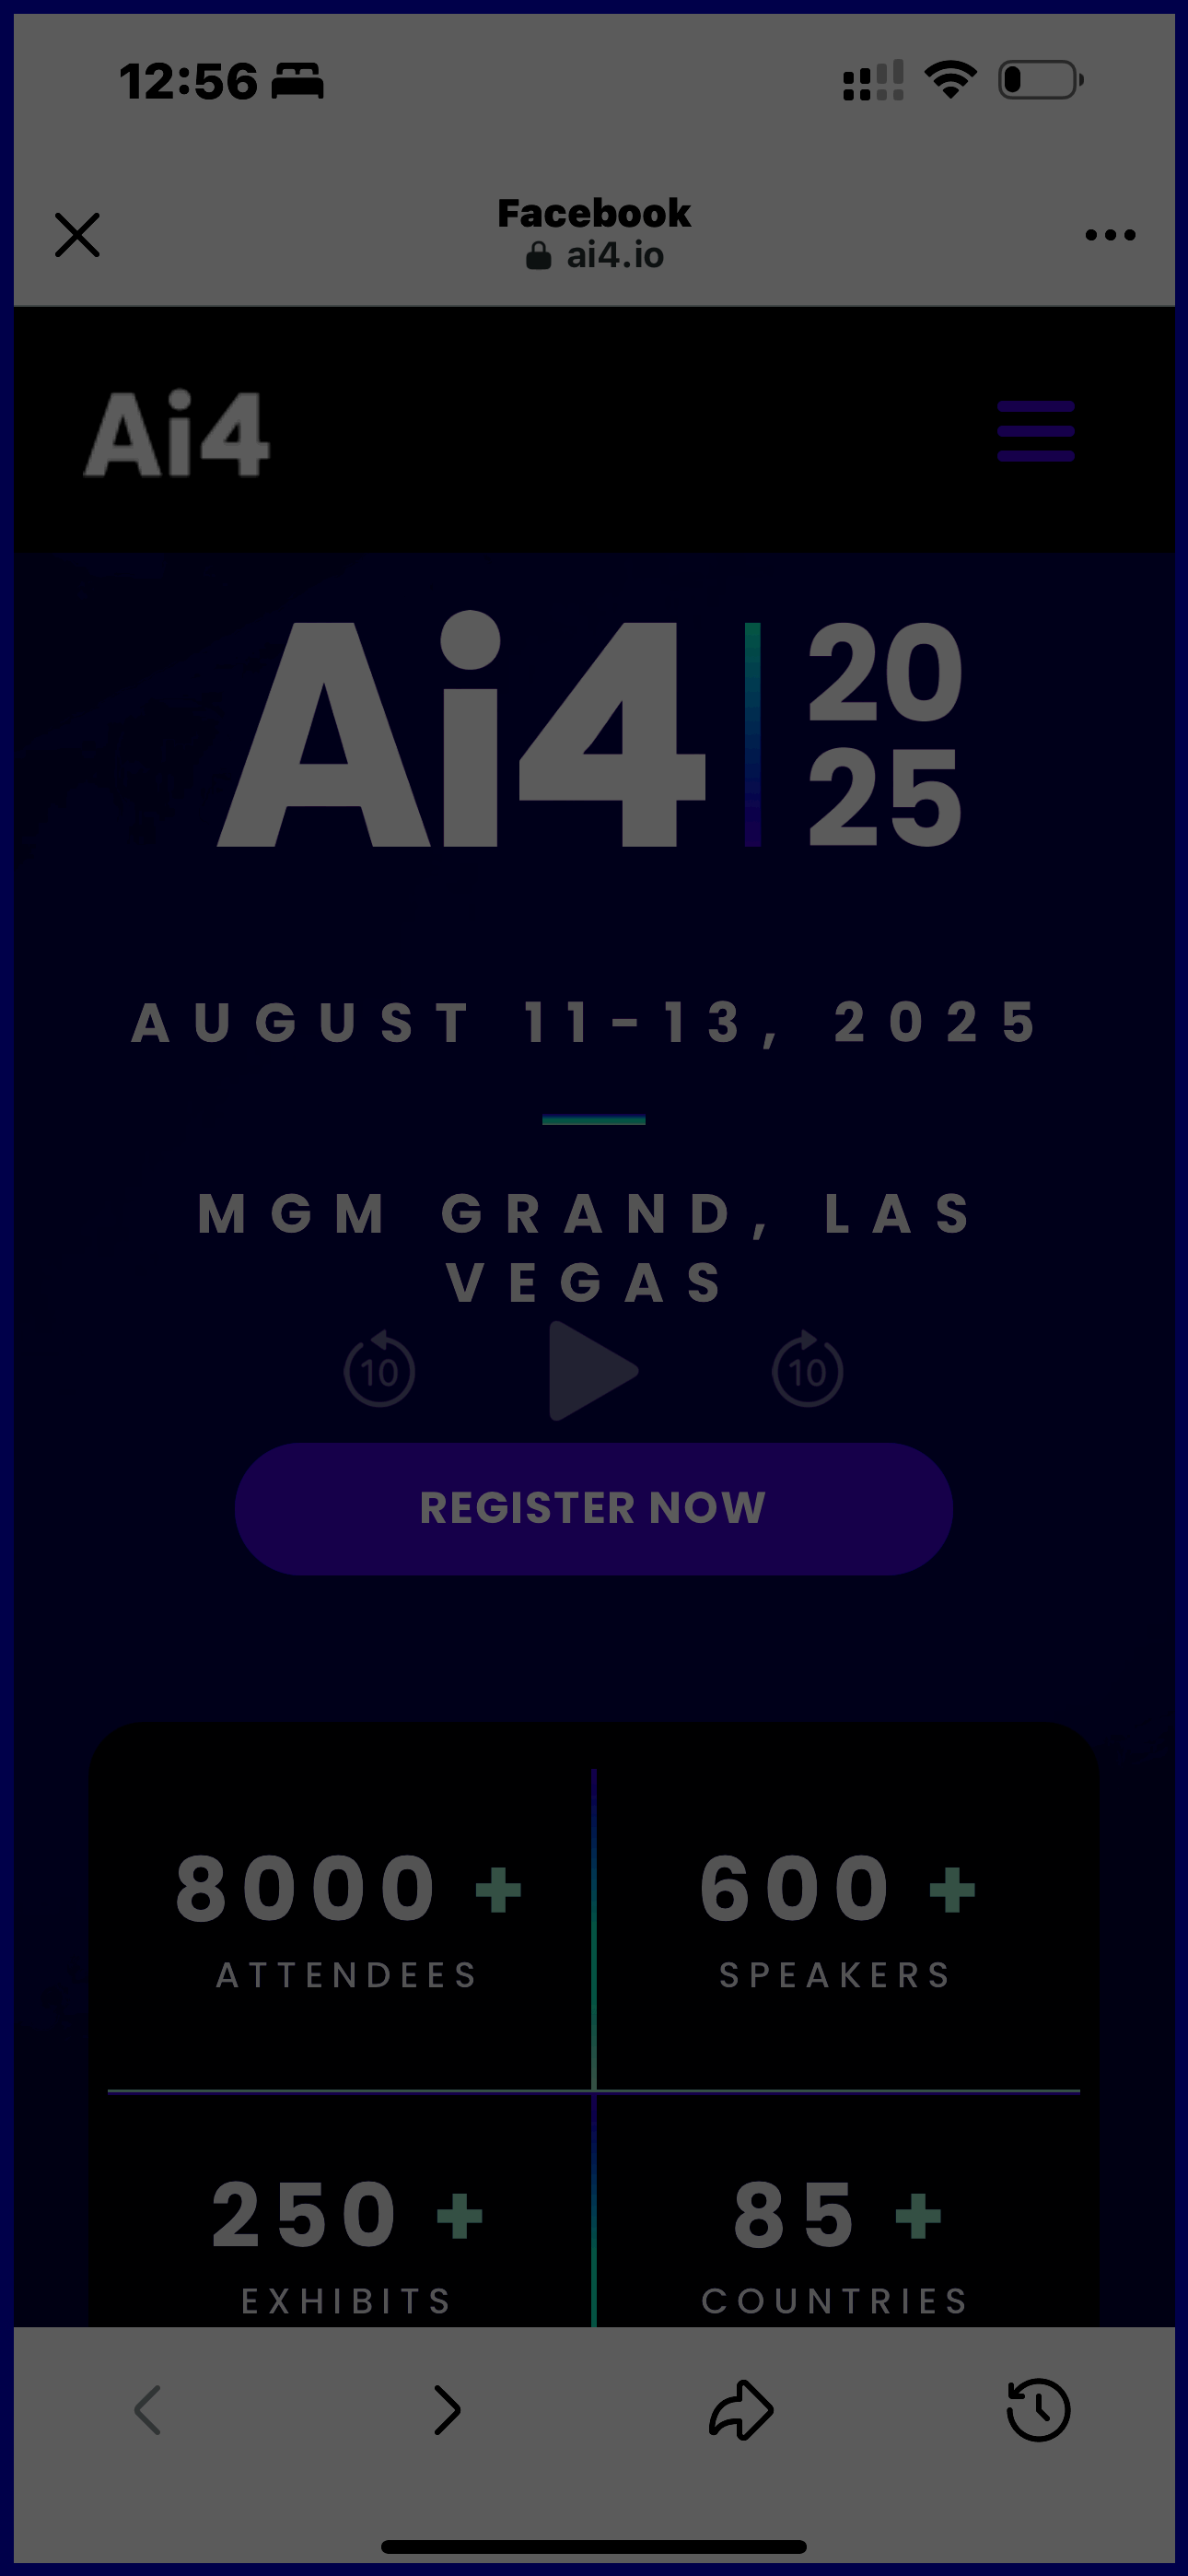 12:56
Facebook
ai4.io
Ai4
Ai4 20
25
AUGUST 11-13, 2025
MGM GRAND, LAS
VEGAS
10 10
REGISTER NOW
8000 + 600 +
ATTENDEES SPEAKERS
250 + 85 +
EXHIBITS COUNTRIES